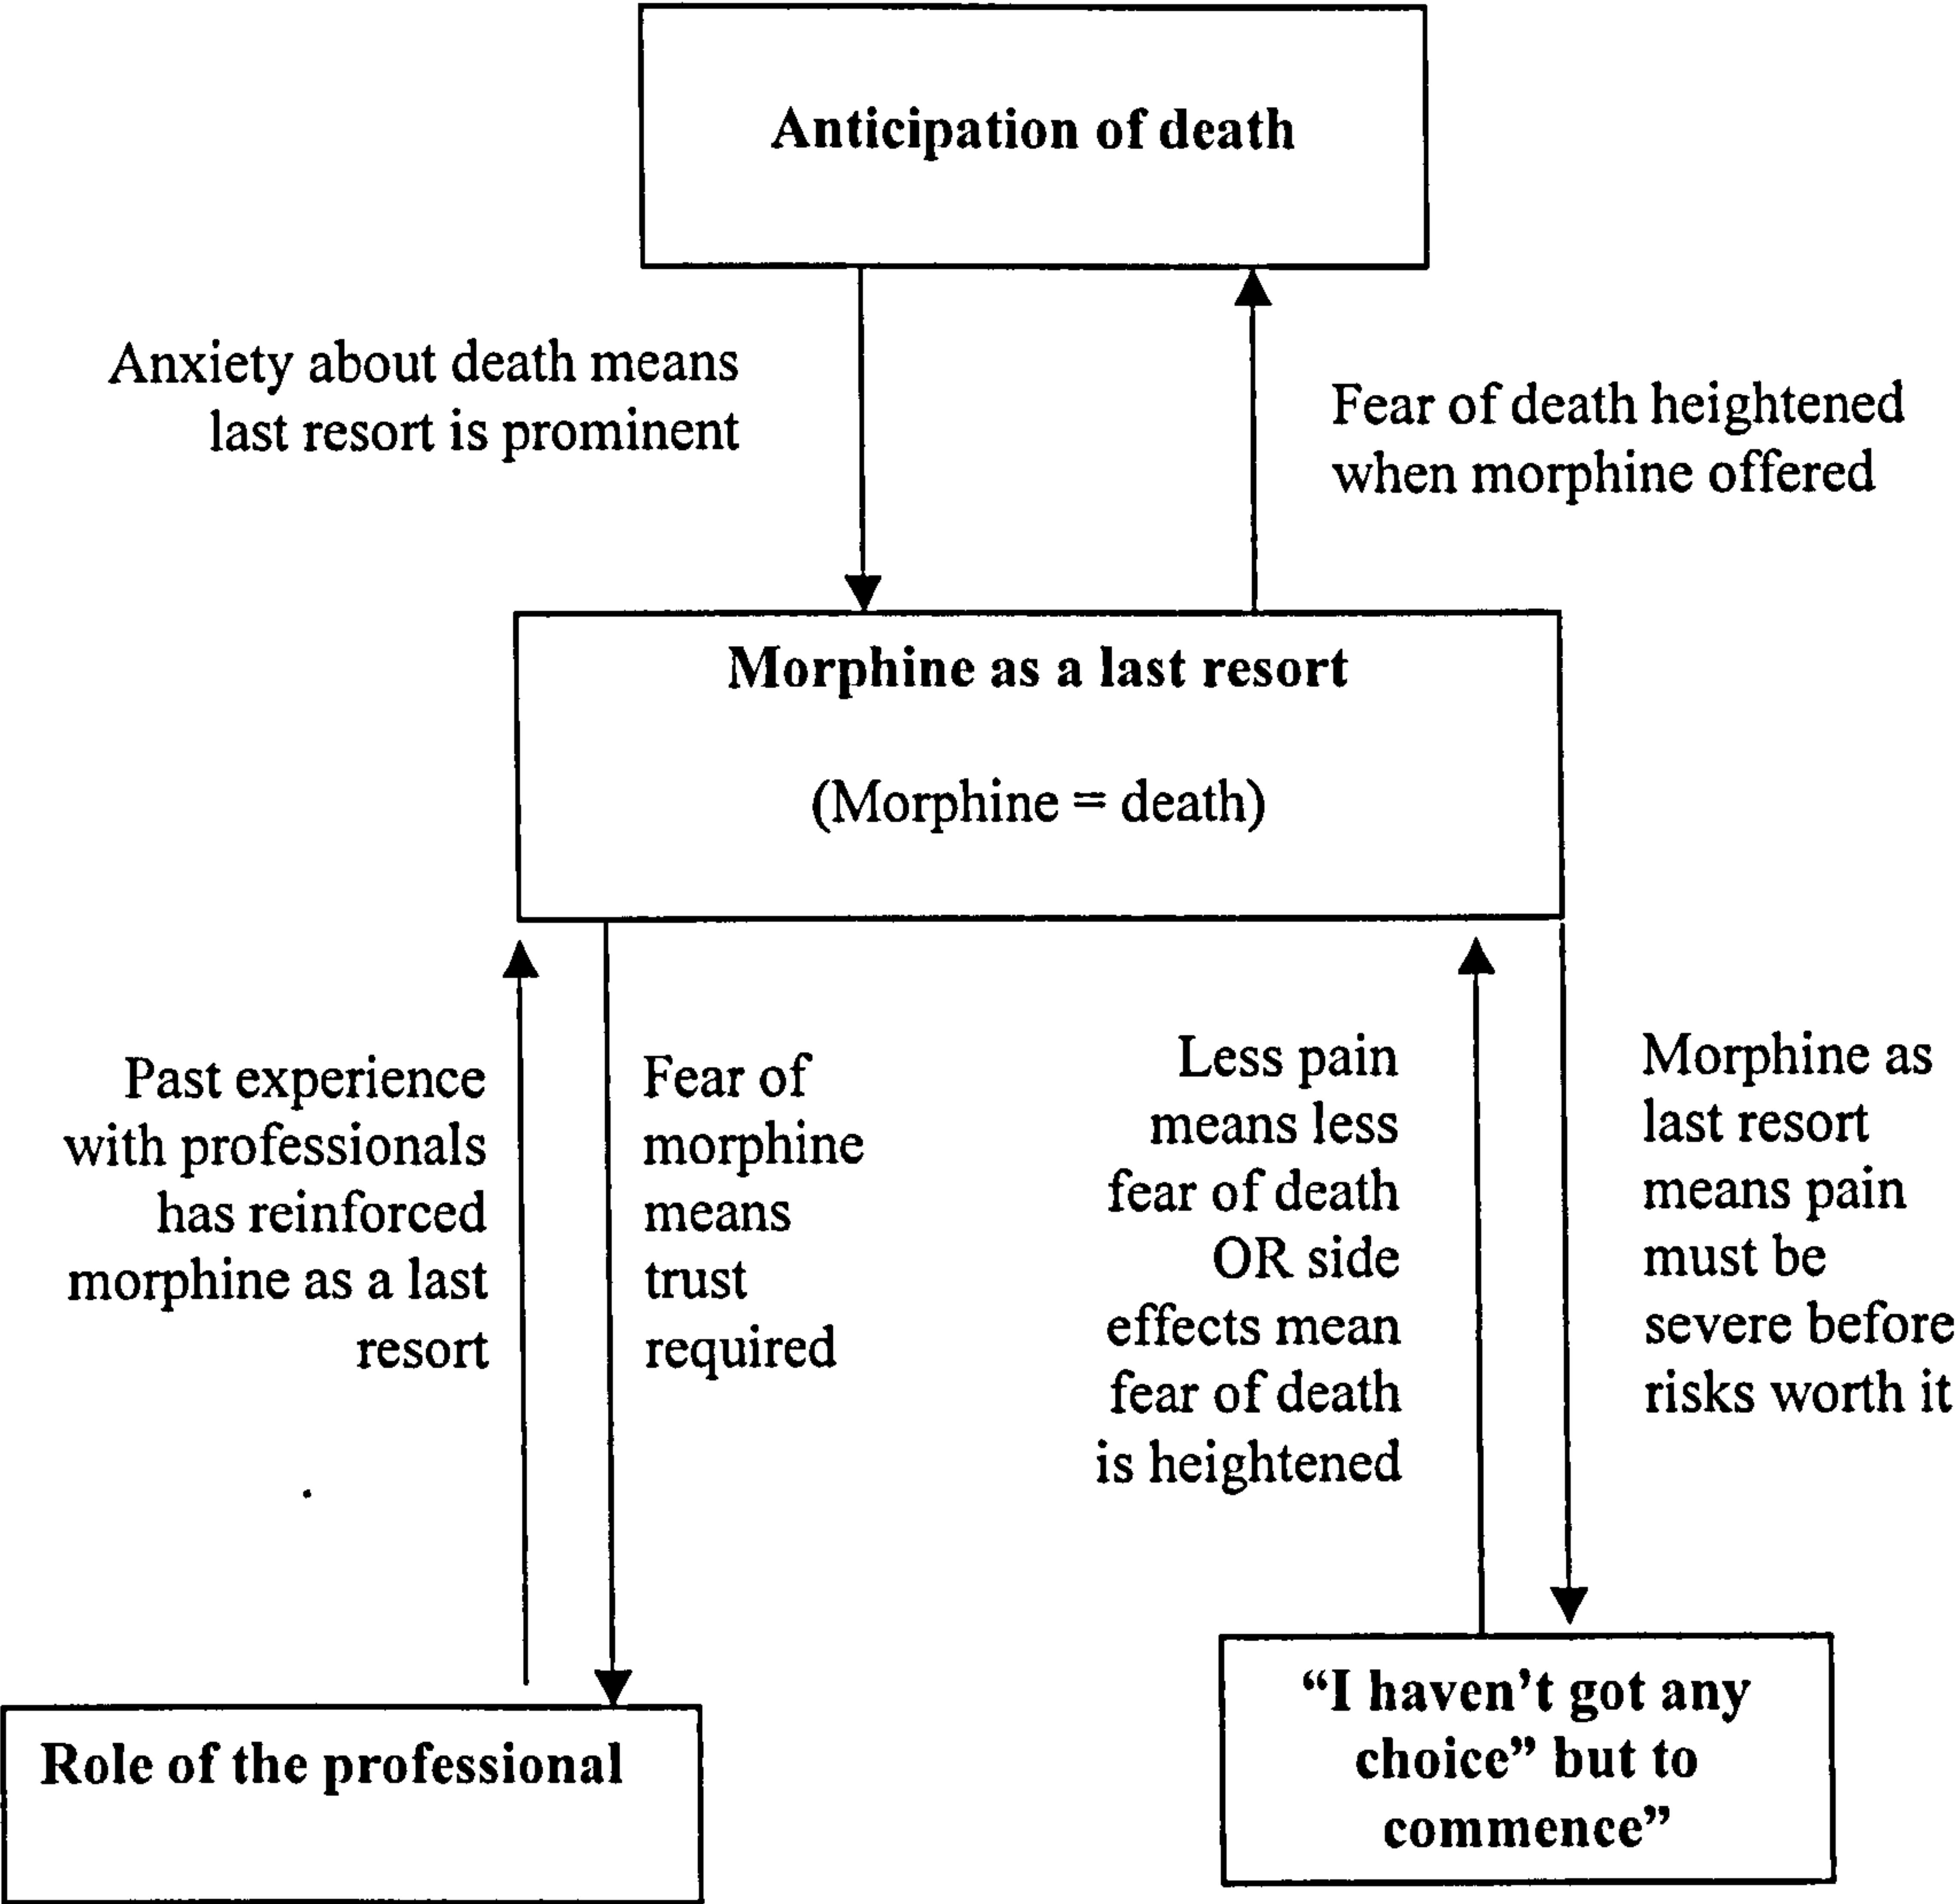 Anticipation of death
Anxiety about death means
last resort is prominent
Fear of death heightened
when morphine offered
Morphine as a last resort
(Morphine = death)
Past experience
with professionals
has reinforced
morphine as a last
resort
Fear of
morphine
means
trust
required
Less pain
means less
fear of death
OR side
effects mean
fear of death
is heightened
Morphine as
last resort
means pain
must be
severe before
risks worth it
Role of the professional
“I haven’t got any
choice” but to
commence”